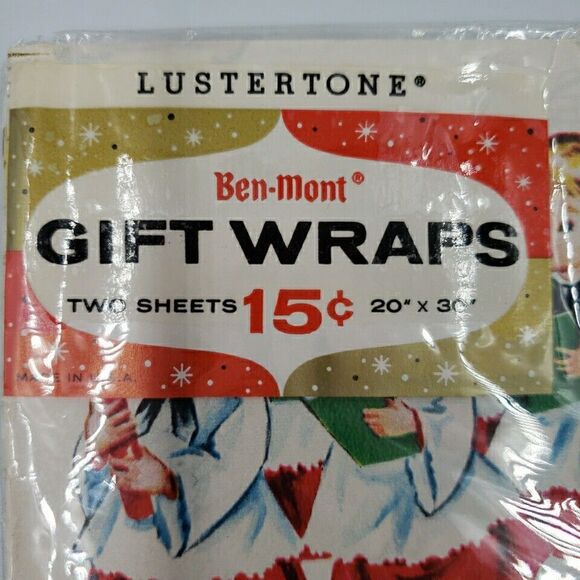 LUSTERTONE®
Ben-Mont®
GIFT WRAPS
TWO SHEETS 15¢ 20" x 30"
MADE IN U.S.A.